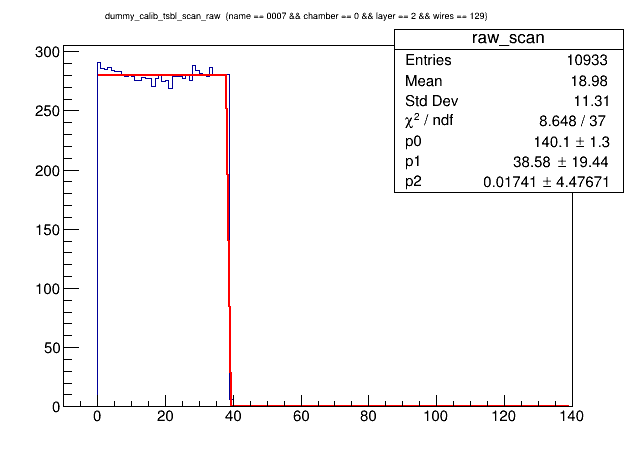 dummy_calib_tsbl_scan_raw (name == 0007 && chamber == 0 && layer == 2 && wires == 129)
raw_scan
Entries 10933
Mean 18.98
Std Dev 11.31
χ² / ndf 8.648 / 37
p0 140.1 ± 1.3
p1 38.58 ± 19.44
p2 0.01741 ± 4.47671
300
250
200
150
100
50
0
0 20 40 60 80 100 120 140